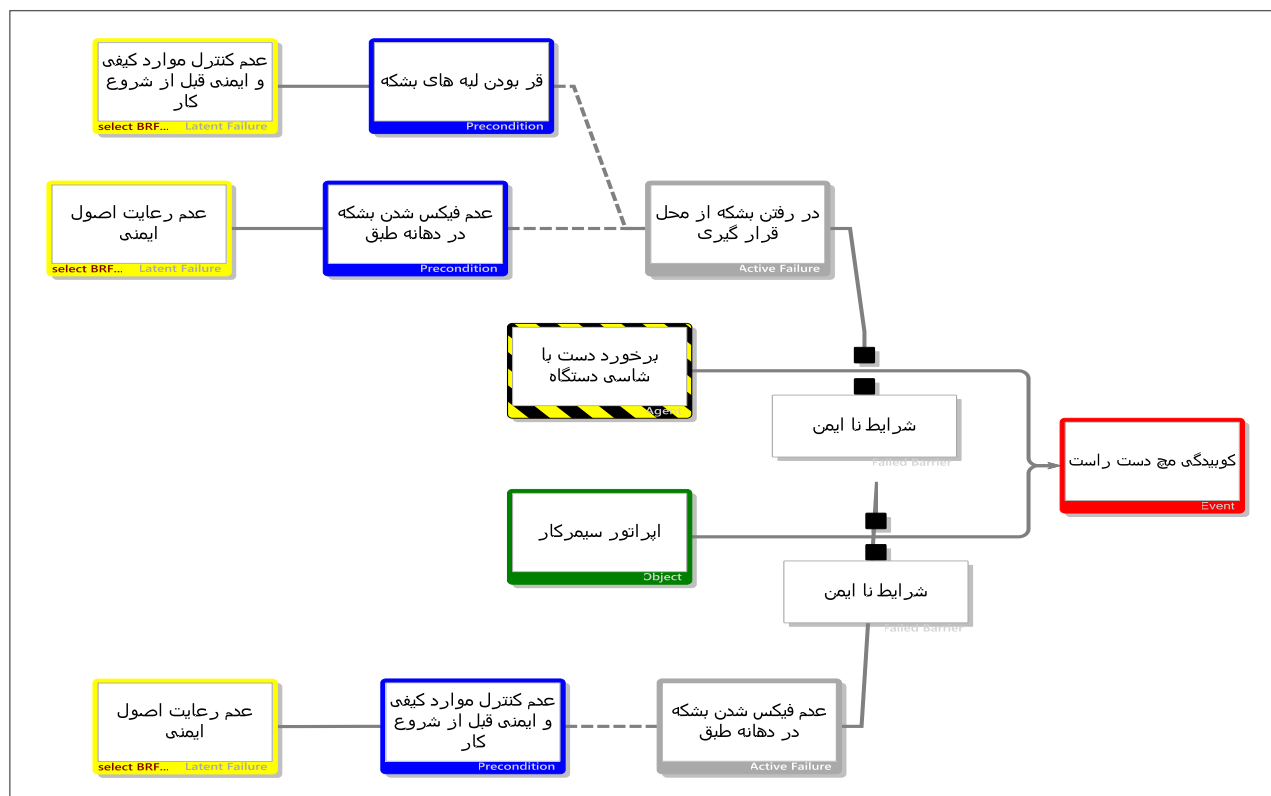 عدم کنترل موارد کیفی
و ایمنی قبل از شروع
کار
select BRF... Latent Failure
قر بودن لبه های بشکه
Precondition
عدم رعایت اصول
ایمنی
select BRF... Latent Failure
عدم فیکس شدن بشکه
در دهانه طبق
Precondition
در رفتن بشکه از محل
قرار گیری
Active Failure
برخورد دست با
شاسی دستگاه
Agent
شرایط نا ایمن
Failed Barrier
کوبیدگی مچ دست راست
Event
اپراتور سیمرکار
Object
شرایط نا ایمن
Failed Barrier
عدم رعایت اصول
ایمنی
select BRF... Latent Failure
عدم کنترل موارد کیفی
و ایمنی قبل از شروع
کار
Precondition
عدم فیکس شدن بشکه
در دهانه طبق
Active Failure